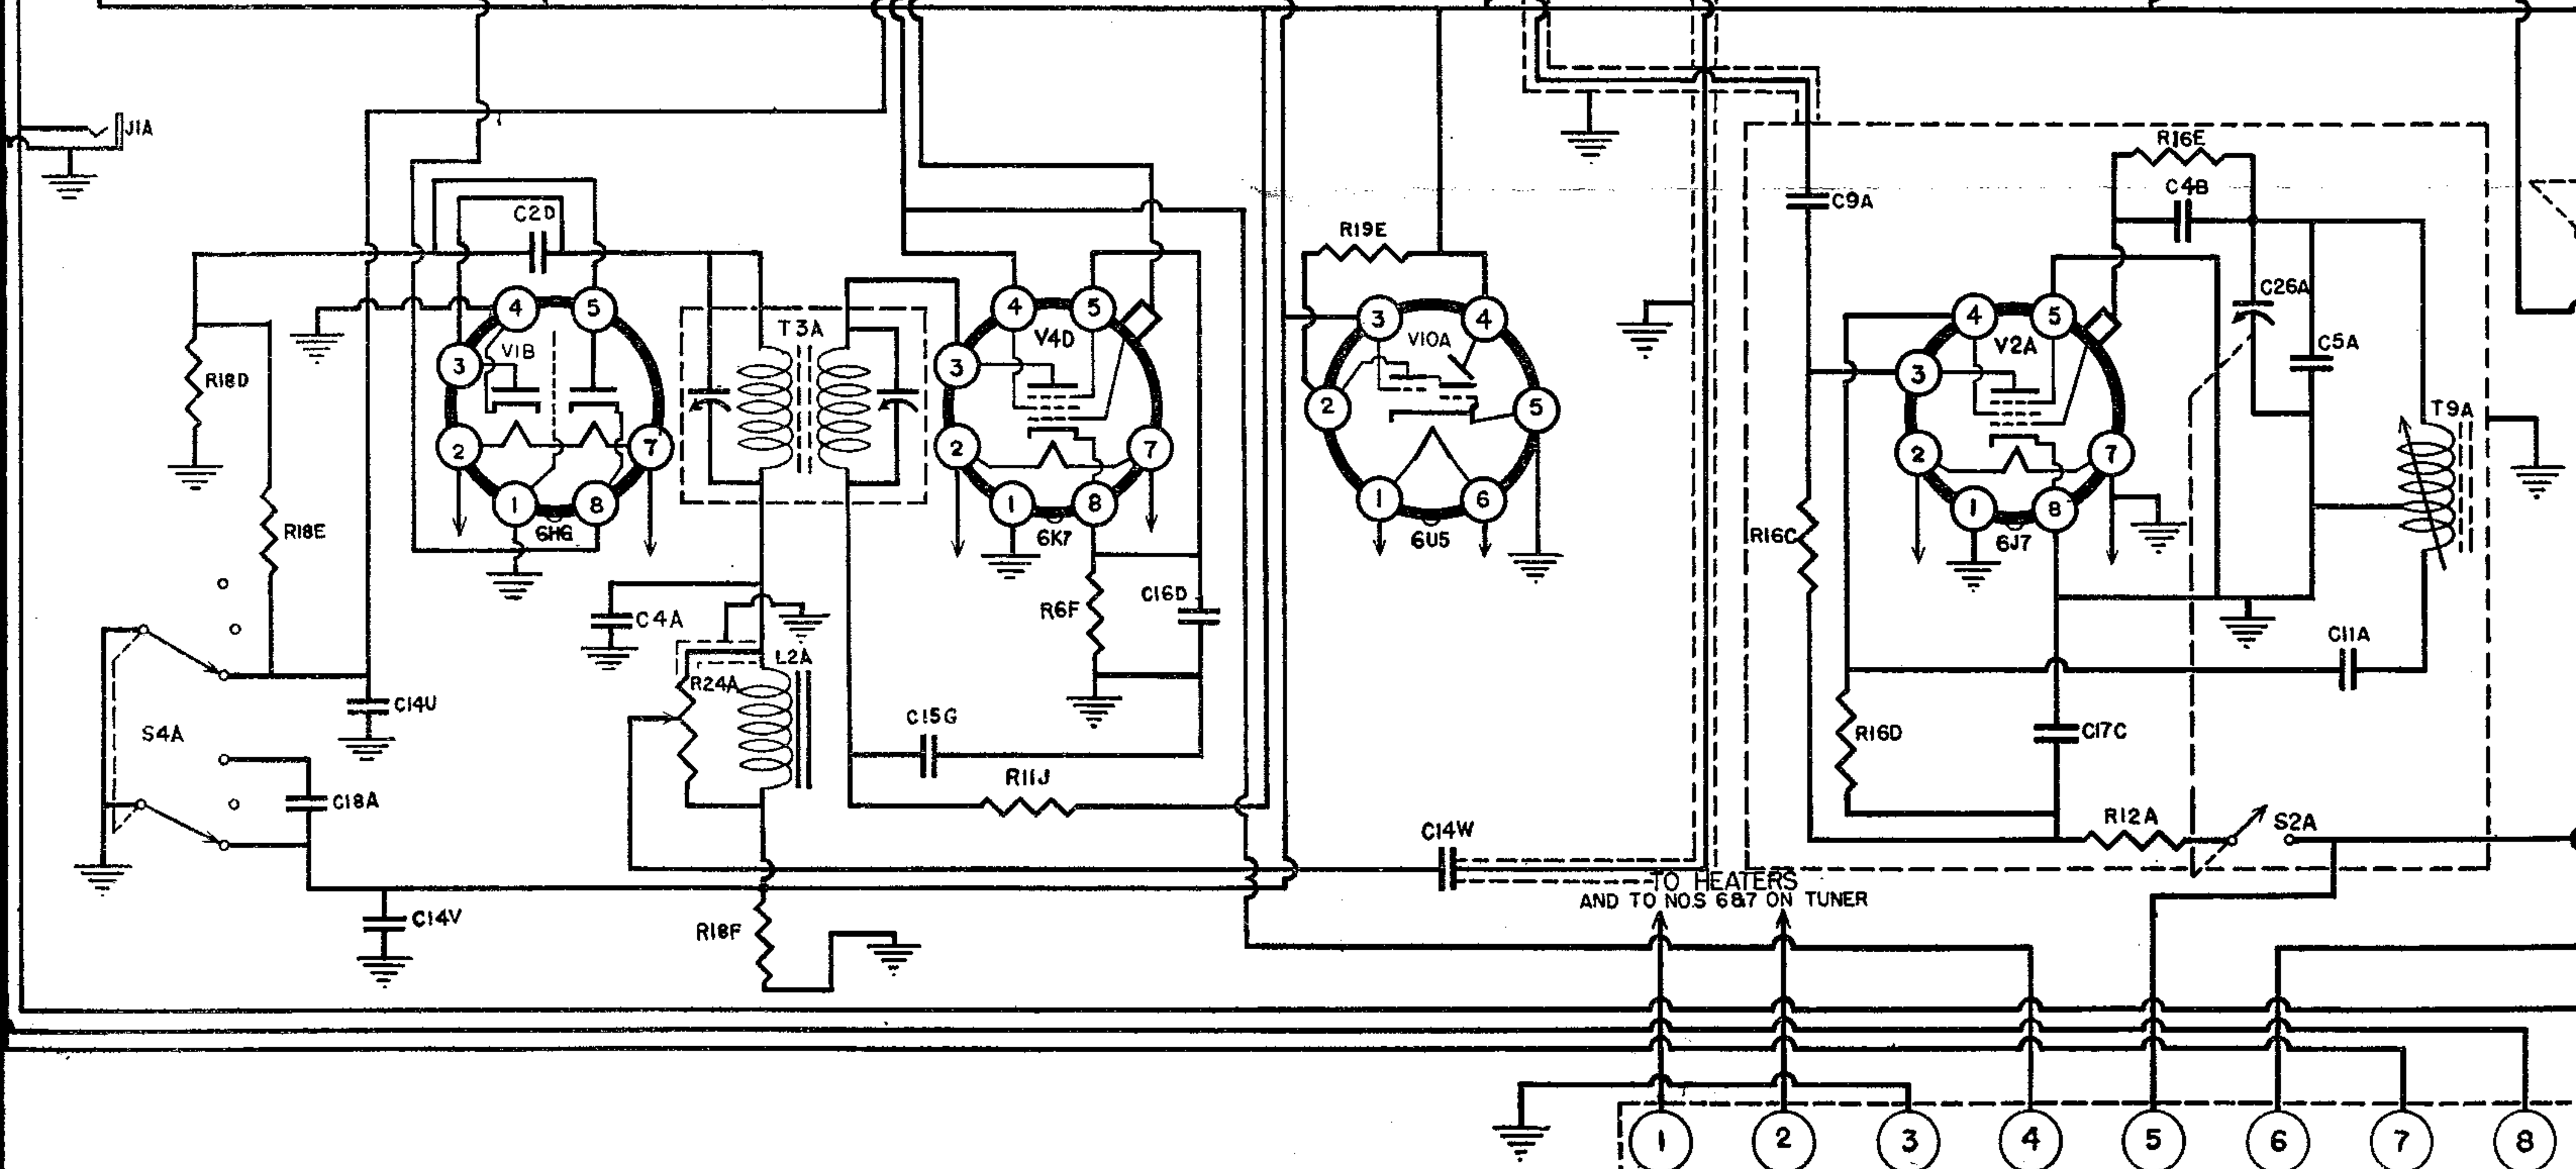 J1A
R16E
C4B
C9A
C2D
R19E
C26A
4
5
4
5
3
4
4
5
T3A
V1B
V4D
V10A
V2A
C5A
3
3
3
R18D
2
5
T9A
2
7
2
7
2
7
1
8
1
8
1
6
1
8
R18E
6H6
6K7
6U5
6J7
R16C
R6F
C16D
C4A
C11A
L2A
R24A
C14U
S4A
C15G
R16D
C17C
R11J
C18A
R12A
S2A
C14W
TO HEATERS
AND TO NO.S 6&7 ON TUNER
C14V
R18F
1
2
3
4
5
6
7
8